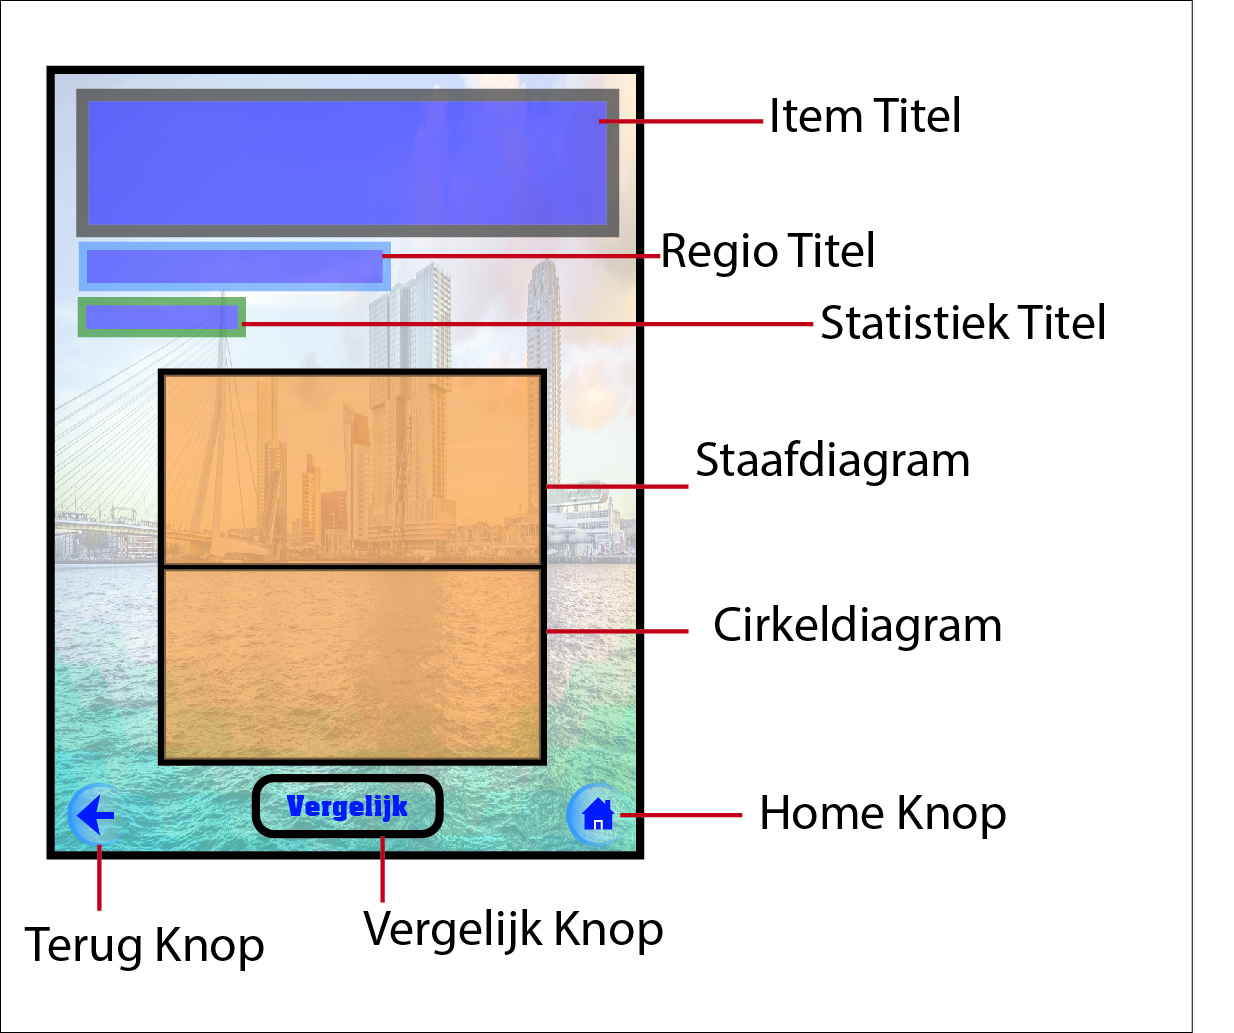 Item Titel
Regio Titel
Statistiek Titel
Staafdiagram
Cirkeldiagram
Vergelijk
Home Knop
Vergelijk Knop
Terug Knop